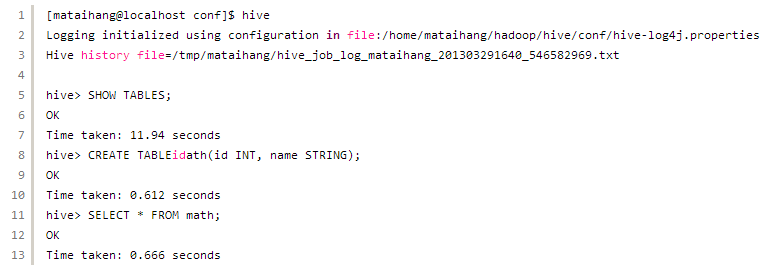 1 [mataihang@localhost conf]$ hive
2 Logging initialized using configuration in file:/home/mataihang/hadoop/hive/conf/hive-log4j.properties
3 Hive history file=/tmp/mataihang/hive_job_log_mataihang_201303291640_546582969.txt
4
5 hive> SHOW TABLES;
6 OK
7 Time taken: 11.94 seconds
8 hive> CREATE TABLEidath(id INT, name STRING);
9 OK
10 Time taken: 0.612 seconds
11 hive> SELECT * FROM math;
12 OK
13 Time taken: 0.666 seconds